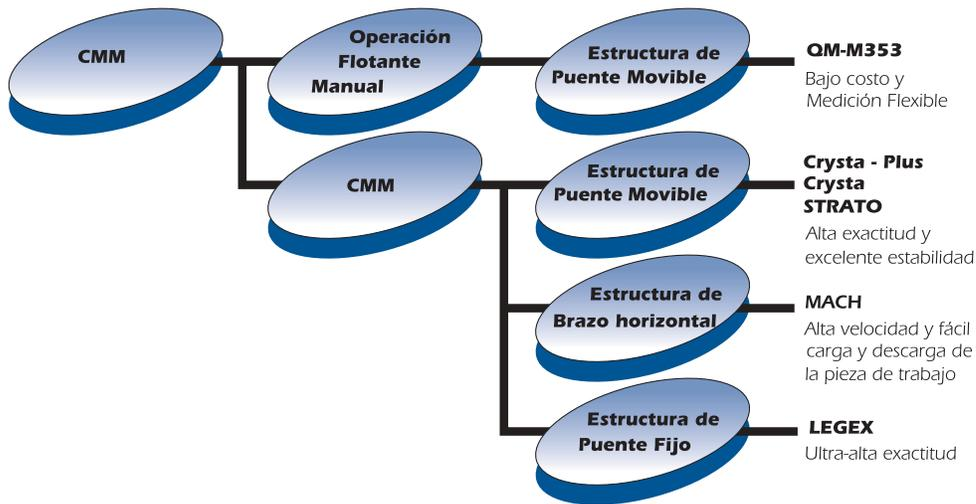 CMM
Operación
Flotante
Manual
Estructura de
Puente Movible
QM-M353
Bajo costo y
Medición Flexible
CMM
Estructura de
Puente Movible
Crysta - Plus
Crysta
STRATO
Alta exactitud y
excelente estabilidad
Estructura de
Brazo horizontal
MACH
Alta velocidad y fácil
carga y descarga de
la pieza de trabajo
Estructura de
Puente Fijo
LEGEX
Ultra-alta exactitud